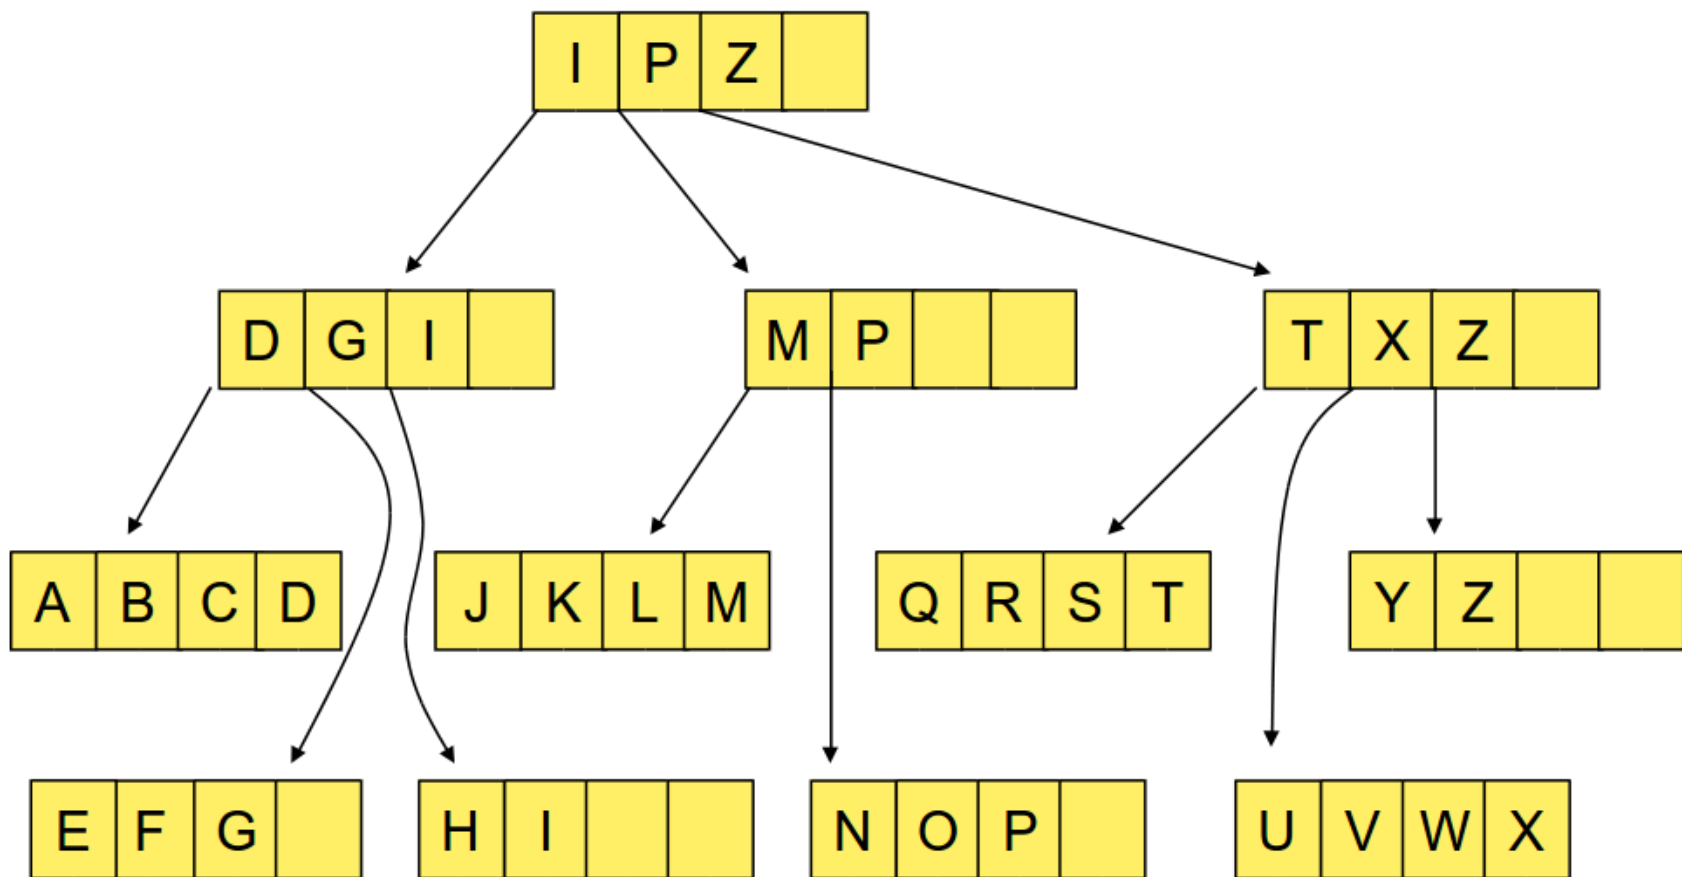 I P Z
D G I
M P
T X Z
A B C D
J K L M
Q R S T
Y Z
E F G
H I
N O P
U V W X